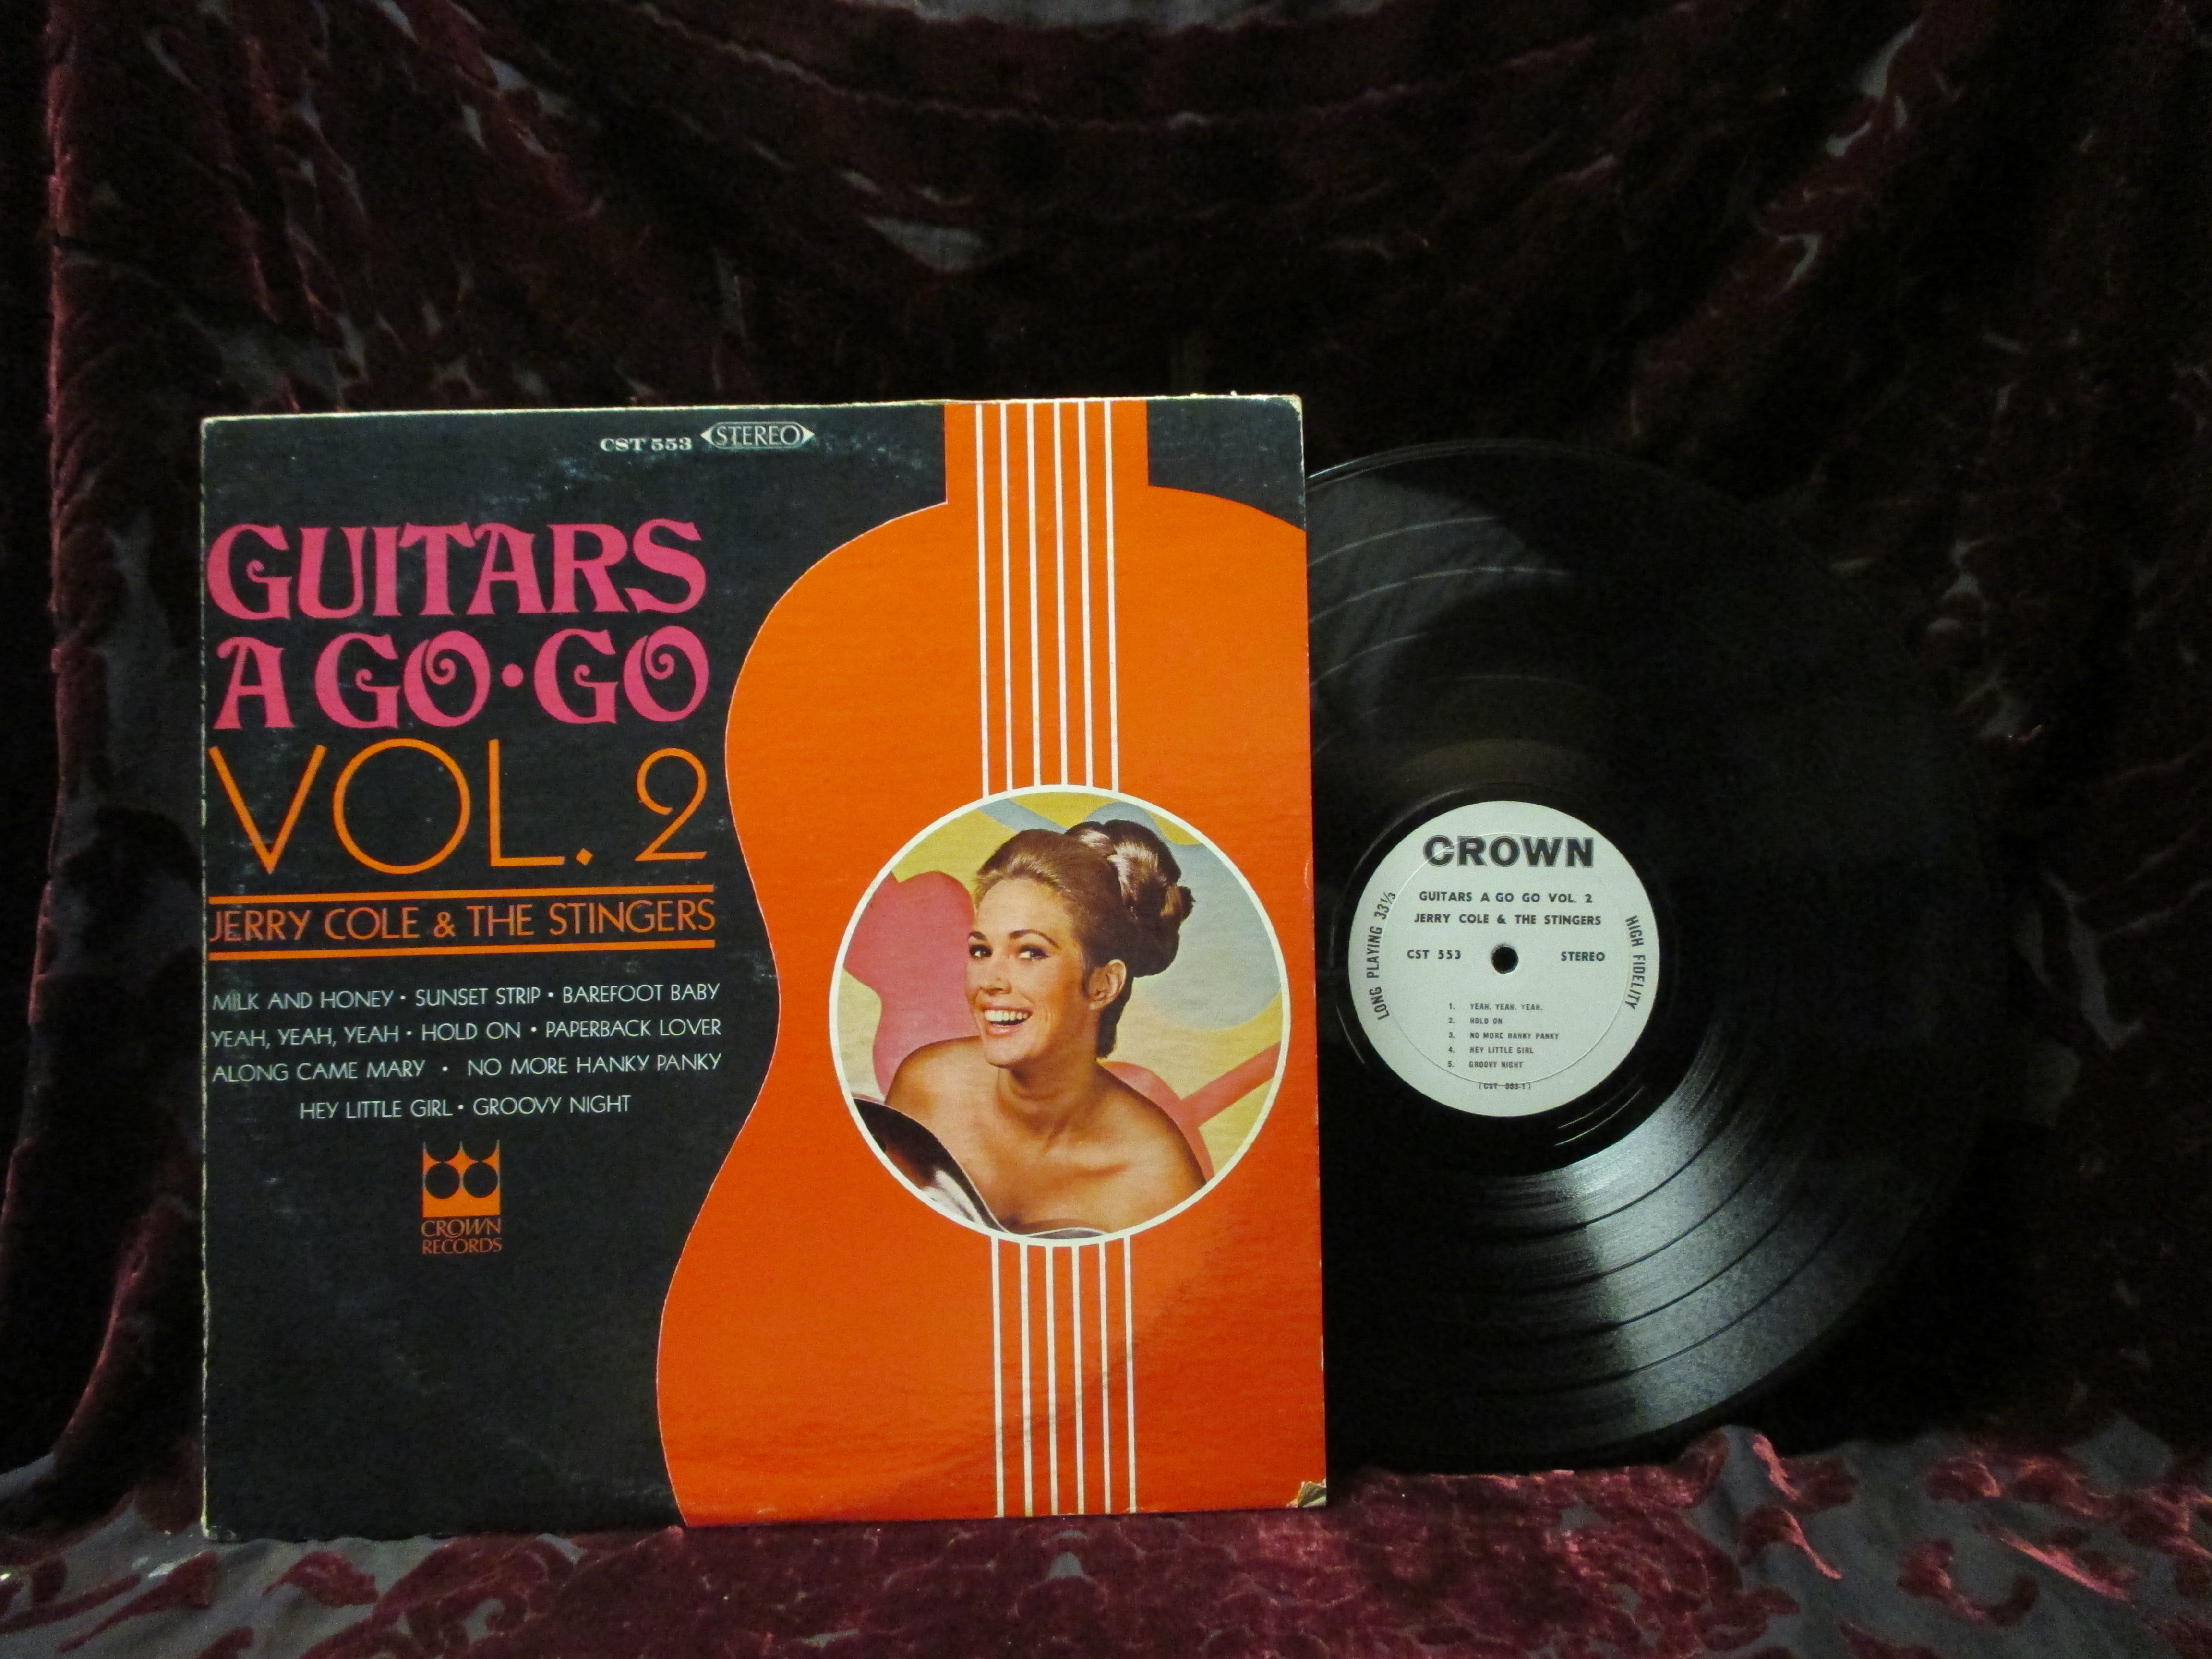 CST 553 STEREO
GUITARS
A GO•GO
VOL. 2
JERRY COLE & THE STINGERS
MILK AND HONEY • SUNSET STRIP • BAREFOOT BABY
YEAH, YEAH, YEAH • HOLD ON • PAPERBACK LOVER
ALONG CAME MARY • NO MORE HANKY PANKY
HEY LITTLE GIRL • GROOVY NIGHT
CROWN
RECORDS
CROWN
GUITARS A GO GO VOL. 2
JERRY COLE & THE STINGERS
CST 553 STEREO
LONG PLAYING 33⅓
HIGH FIDELITY
1. YEAH, YEAH, YEAH,
2. HOLD ON
3. NO MORE HANKY PANKY
4. HEY LITTLE GIRL
5. GROOVY NIGHT
(CST 553-1)